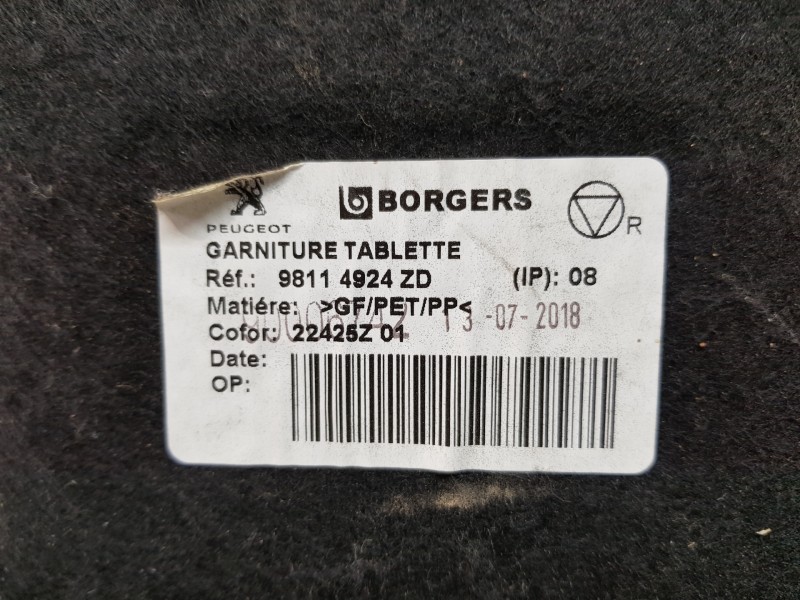 PEUGEOT
BORGERS
R
GARNITURE TABLETTE
Réf.: 9811 4924 ZD (IP): 08
Matiére: >GF/PET/PP<
13-07-2018
Cofor: 22425Z 01
Date:
OP: